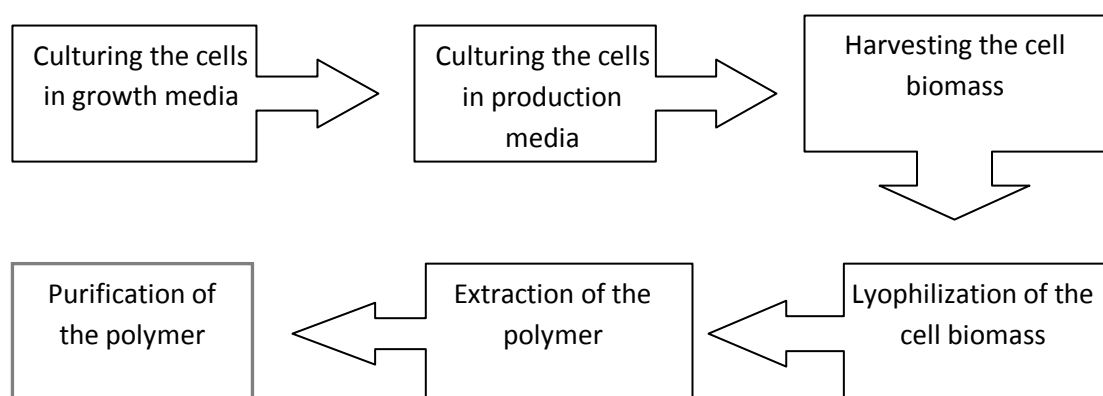 Culturing the cells
in growth media
Culturing the cells
in production
media
Harvesting the cell
biomass
Lyophilization of the
cell biomass
Extraction of the
polymer
Purification of
the polymer